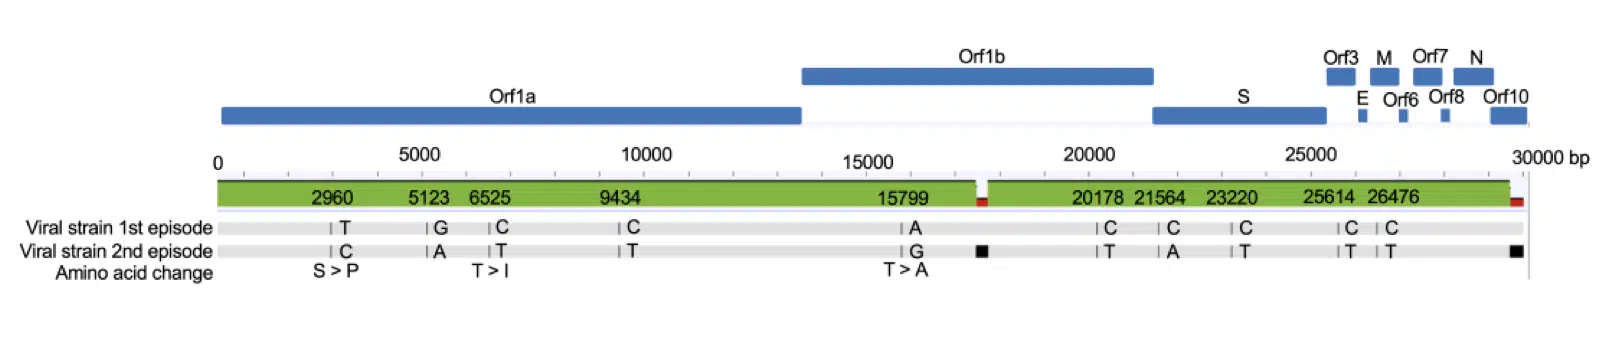 Orf1b Orf3 M Orf7 N
Orf1a S E Orf6 Orf8 Orf10
0 5000 10000 15000 20000 25000 30000 bp
2960 5123 6525 9434 15799 20178 21564 23220 25614 26476
Viral strain 1st episode T G C C A C C C C C
Viral strain 2nd episode C A T T G T A T T T
Amino acid change S > P T > I T > A